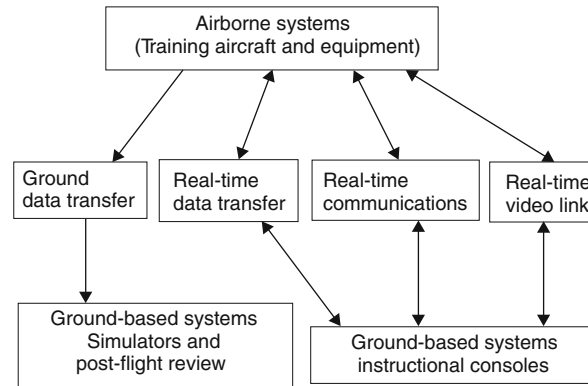 Airborne systems
(Training aircraft and equipment)
Ground
data transfer
Real-time
data transfer
Real-time
communications
Real-time
video link
Ground-based systems
Simulators and
post-flight review
Ground-based systems
instructional consoles